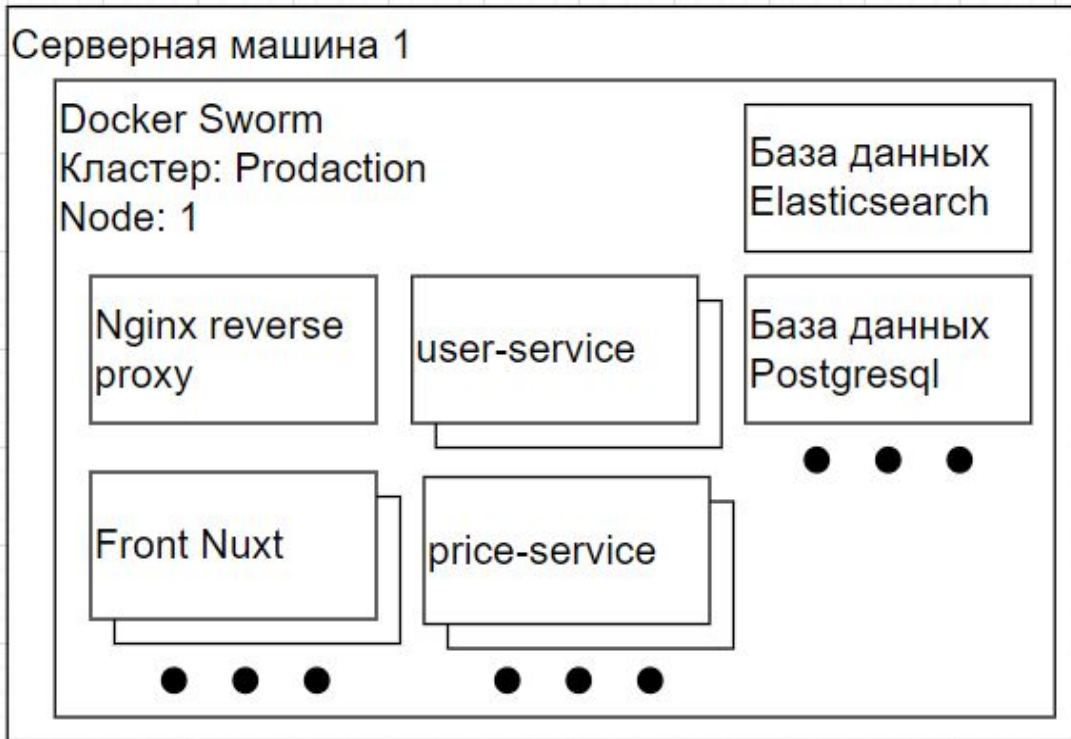 Серверная машина 1
Docker Sworm
Кластер: Prodaction
Node: 1
База данных
Elasticsearch
Nginx reverse
proxy
user-service
База данных
Postgresql
Front Nuxt
price-service